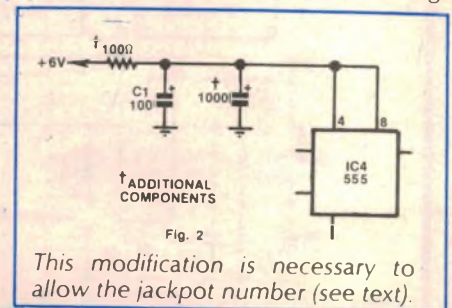 †100Ω
+6V
C1
100
+
†
1000
+
4
8
IC4
555
1
†ADDITIONAL
COMPONENTS
Fig. 2
This modification is necessary to
allow the jackpot number (see text).